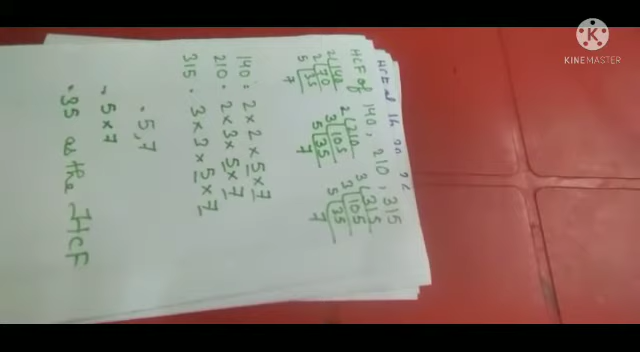 HCF of 140, 210, 315
2 140 2 210 3 315
2 70 3 105 3 105
5 35 5 35 5 35
7 7 7
140 = 2 × 2 × 5 × 7
210 = 2 × 3 × 5 × 7
315 = 3 × 3 × 5 × 7
= 5, 7
= 5 × 7
= 35 as the HCF
KINEMASTER